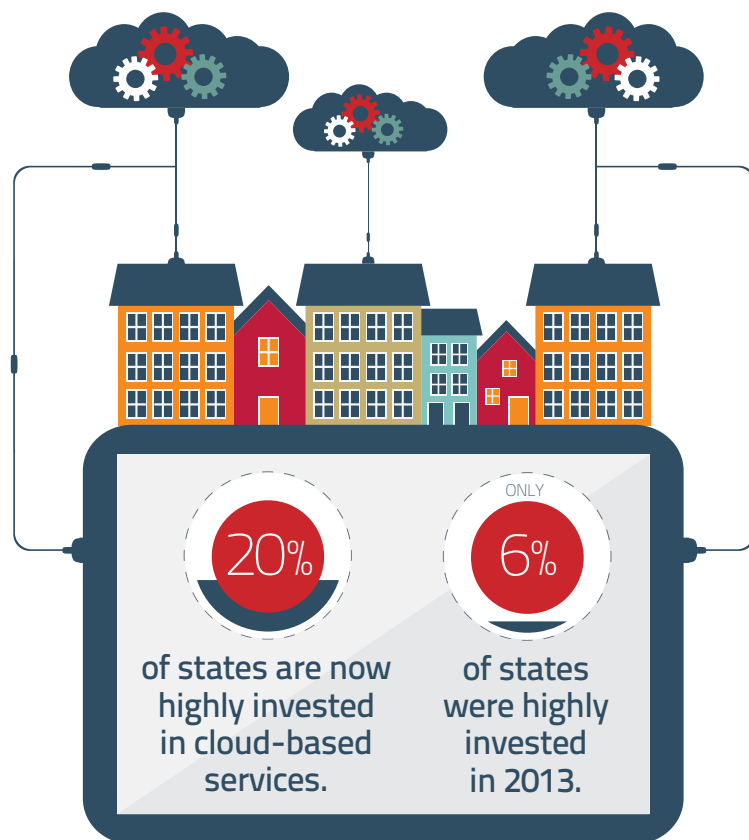 20%
of states are now
highly invested
in cloud-based
services.
ONLY
6%
of states
were highly
invested
in 2013.